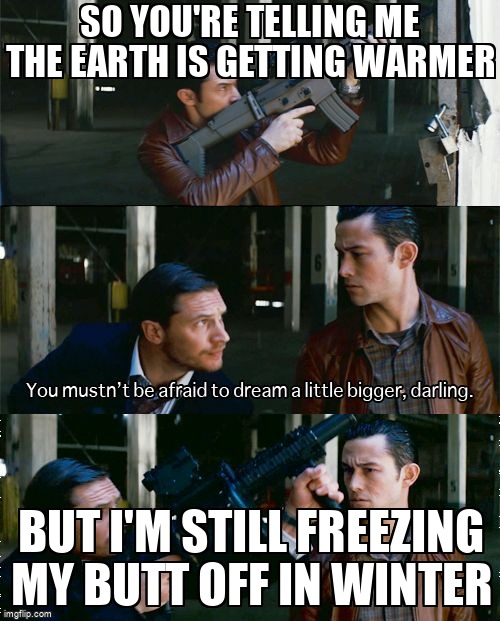 SO YOU'RE TELLING ME
THE EARTH IS GETTING WARMER
You mustn't be afraid to dream a little bigger, darling.
BUT I'M STILL FREEZING
MY BUTT OFF IN WINTER
imgflip.com